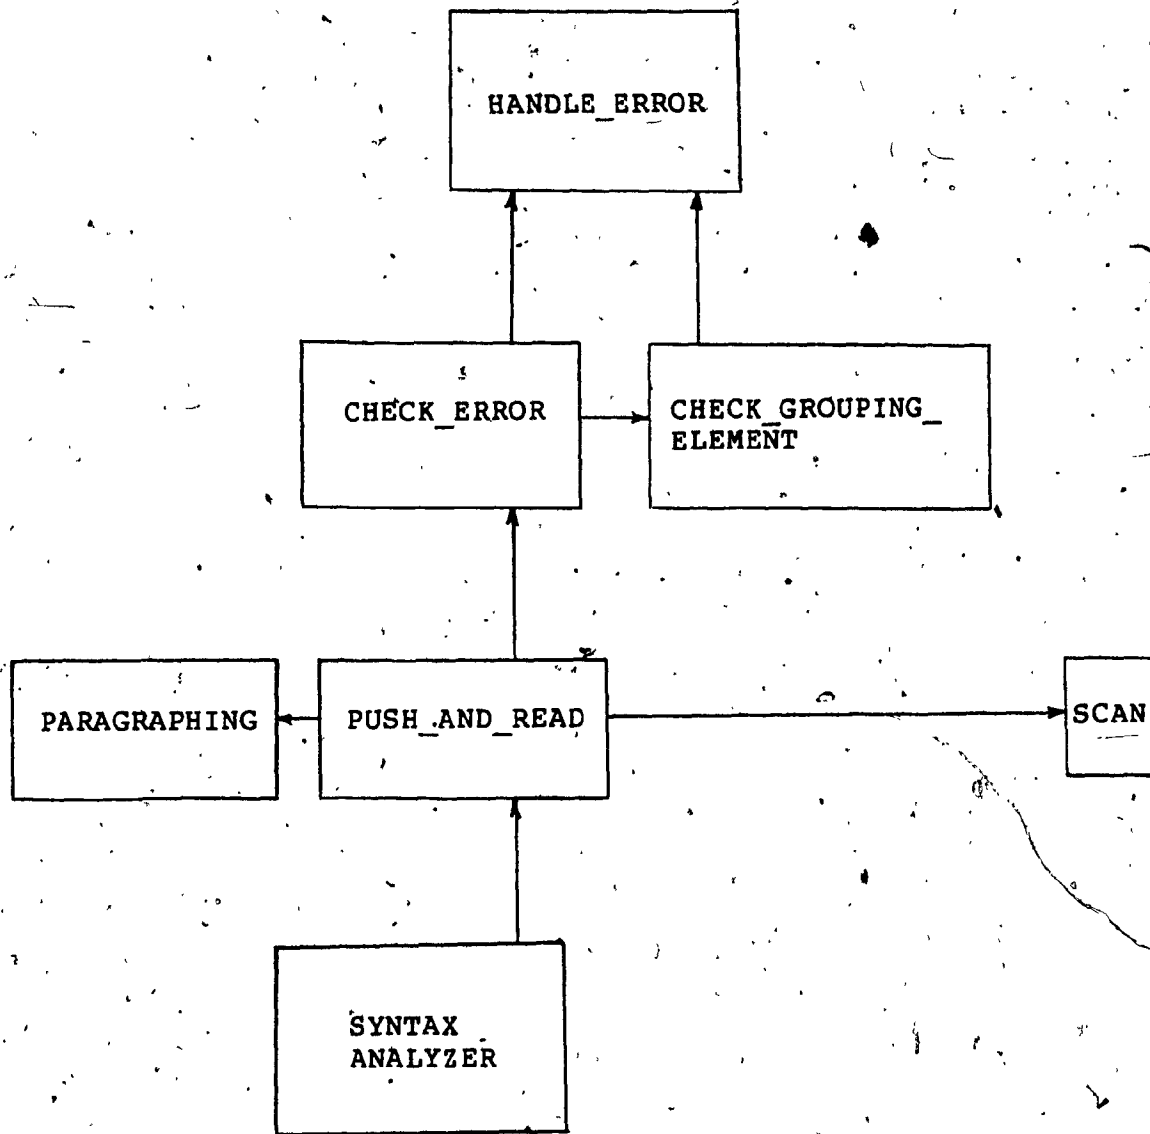 HANDLE_ERROR
CHECK_ERROR
CHECK_GROUPING_
ELEMENT
PARAGRAPHING
PUSH_AND_READ
SCAN
SYNTAX
ANALYZER